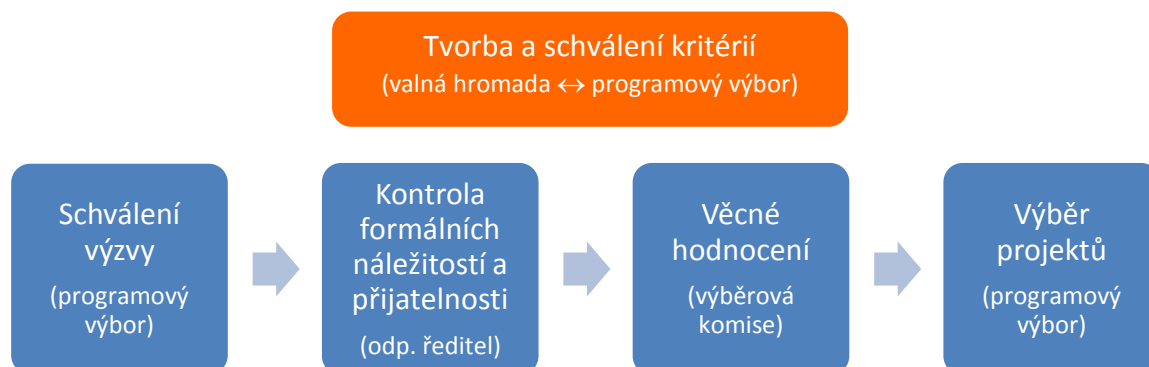 Tvorba a schválení kritérií
(valná hromada ↔ programový výbor)
Schválení
výzvy
(programový
výbor)
Kontrola
formálních
náležitostí a
přijatelnosti
(odp. ředitel)
Věcné
hodnocení
(výběrová
komise)
Výběr
projektů
(programový
výbor)